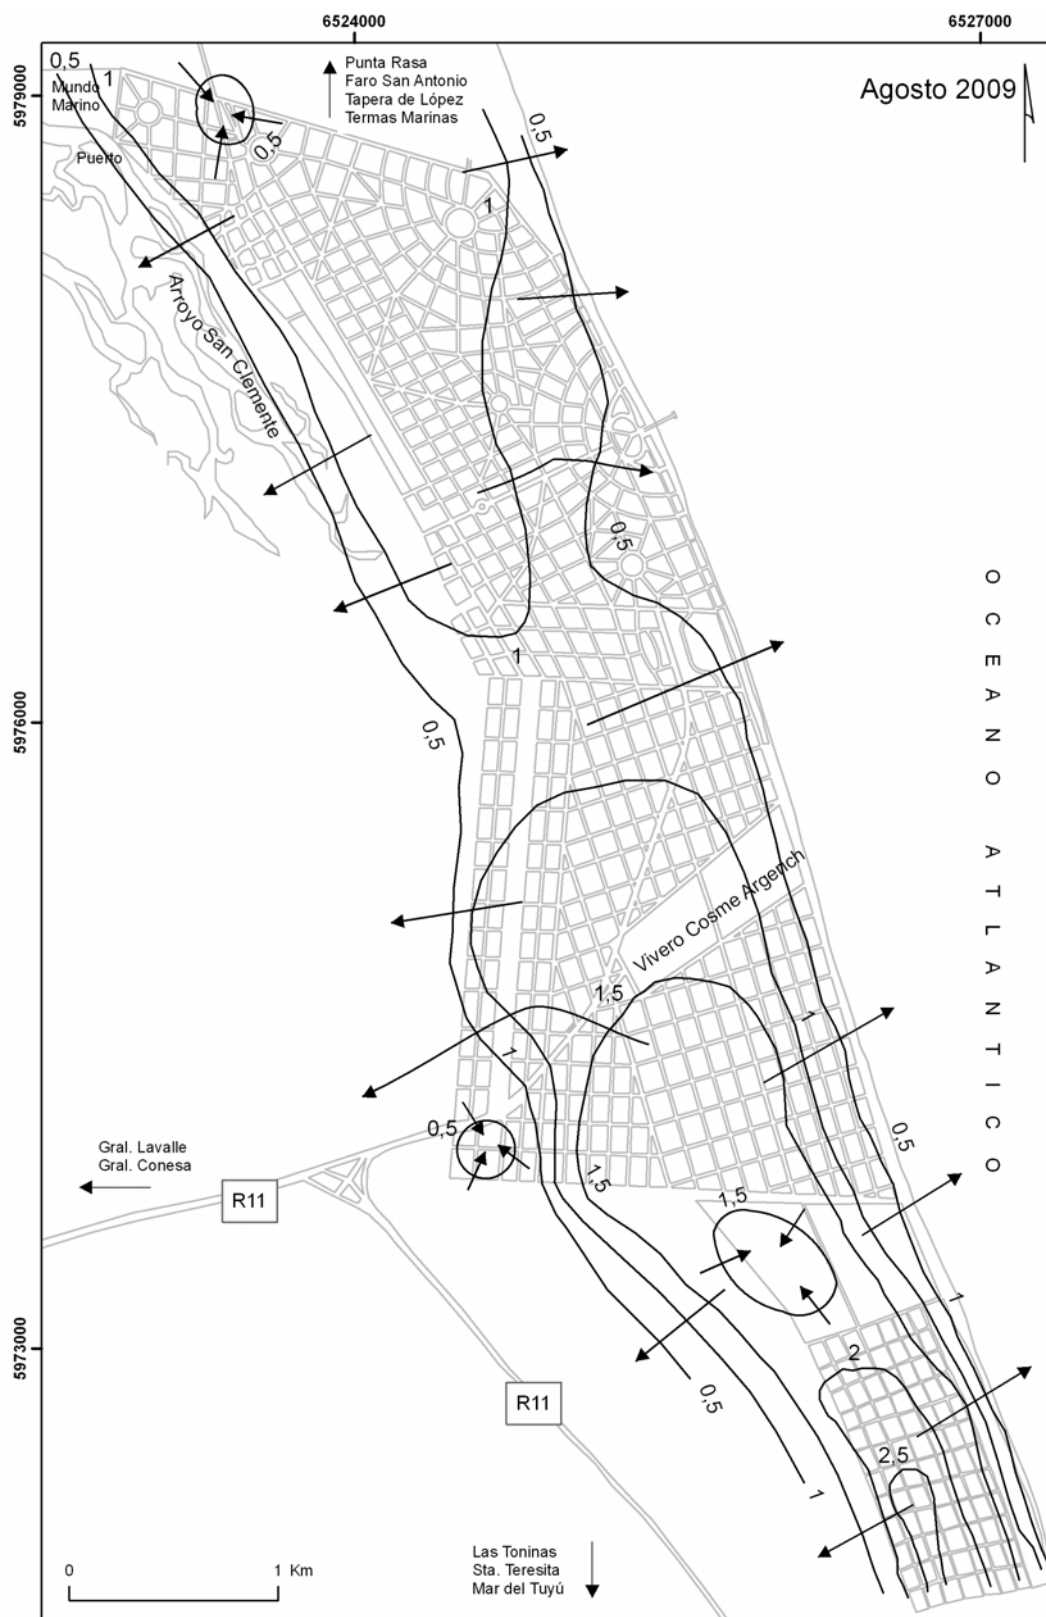 6524000
6527000
5979000
5976000
5973000
Agosto 2009
0,5
1
Mundo
Marino
Puerto
Punta Rasa
Faro San Antonio
Tapera de López
Termas Marinas
0,5
0,5
1
Arroyo San Clemente
0,5
1
0,5
OCEANO ATLANTICO
Vivero Cosme Argerich
1,5
1
1
0,5
0,5
1,5
1,5
Gral. Lavalle
Gral. Conesa
R11
1
2
0,5
R11
2,5
1
0
1 Km
Las Toninas
Sta. Teresita
Mar del Tuyú